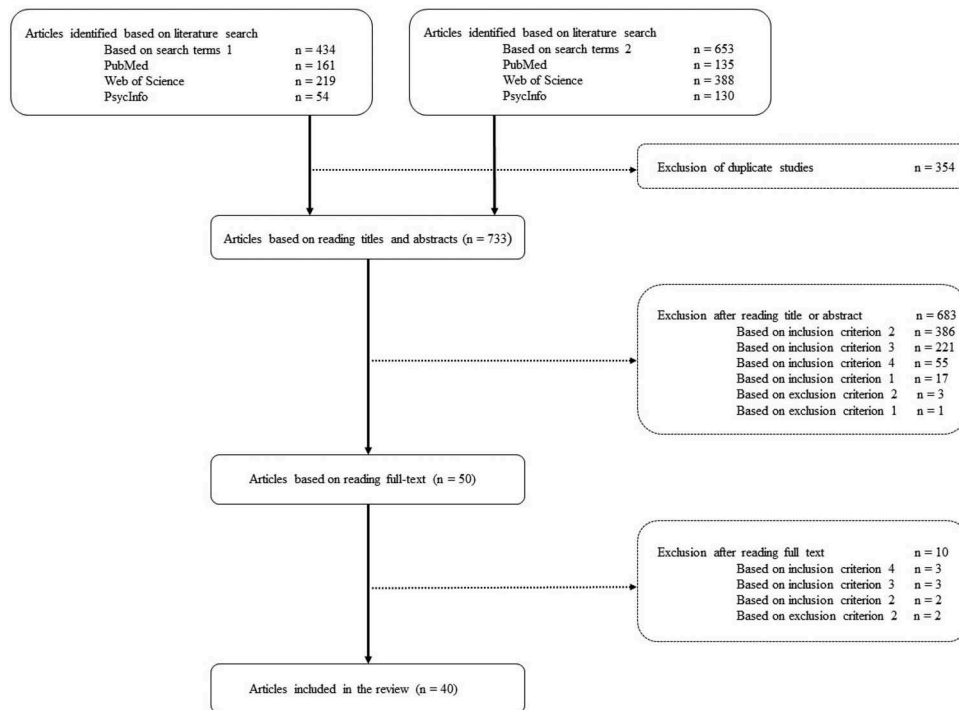 Articles identified based on literature search
Based on search terms 1 n = 434
PubMed n = 161
Web of Science n = 219
PsycInfo n = 54
Articles identified based on literature search
Based on search terms 2 n = 653
PubMed n = 135
Web of Science n = 388
PsycInfo n = 130
Exclusion of duplicate studies n = 354
Articles based on reading titles and abstracts (n = 733)
Exclusion after reading title or abstract n = 683
Based on inclusion criterion 2 n = 386
Based on inclusion criterion 3 n = 221
Based on inclusion criterion 4 n = 55
Based on inclusion criterion 1 n = 17
Based on exclusion criterion 2 n = 3
Based on exclusion criterion 1 n = 1
Articles based on reading full-text (n = 50)
Exclusion after reading full text n = 10
Based on inclusion criterion 4 n = 3
Based on inclusion criterion 3 n = 3
Based on inclusion criterion 2 n = 2
Based on exclusion criterion 2 n = 2
Articles included in the review (n = 40)